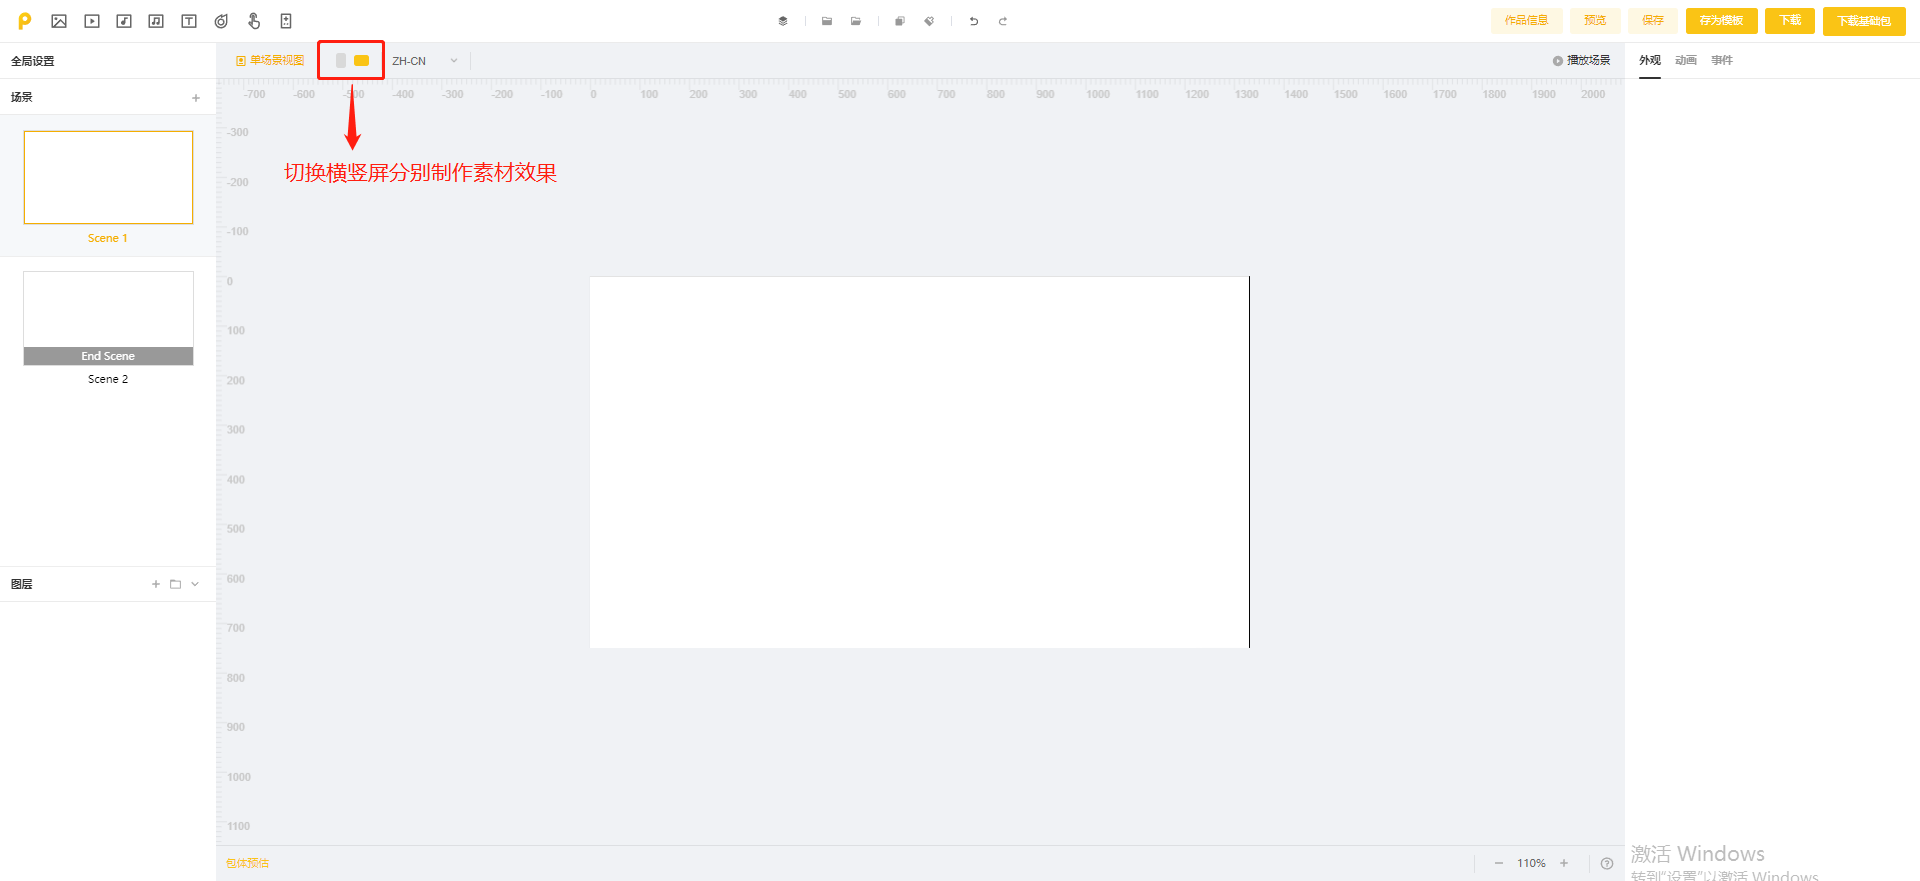 作品信息
预览
保存
存为模板
下载
下载基础包
全局设置
单场景视图
ZH-CN
播放场景
外观
动画
事件
场景
-700 -600 -500 -400 -300 -200 -100 0 100 200 300 400 500 600 700 800 900 1000 1100 1200 1300 1400 1500 1600 1700 1800 1900 2000
-300
-200
-100
0
100
200
300
400
500
600
700
800
900
1000
1100
切换横竖屏分别制作素材效果
Scene 1
End Scene
Scene 2
图层
包体预估
110%
激活 Windows
转到"设置"以激活 Windows。